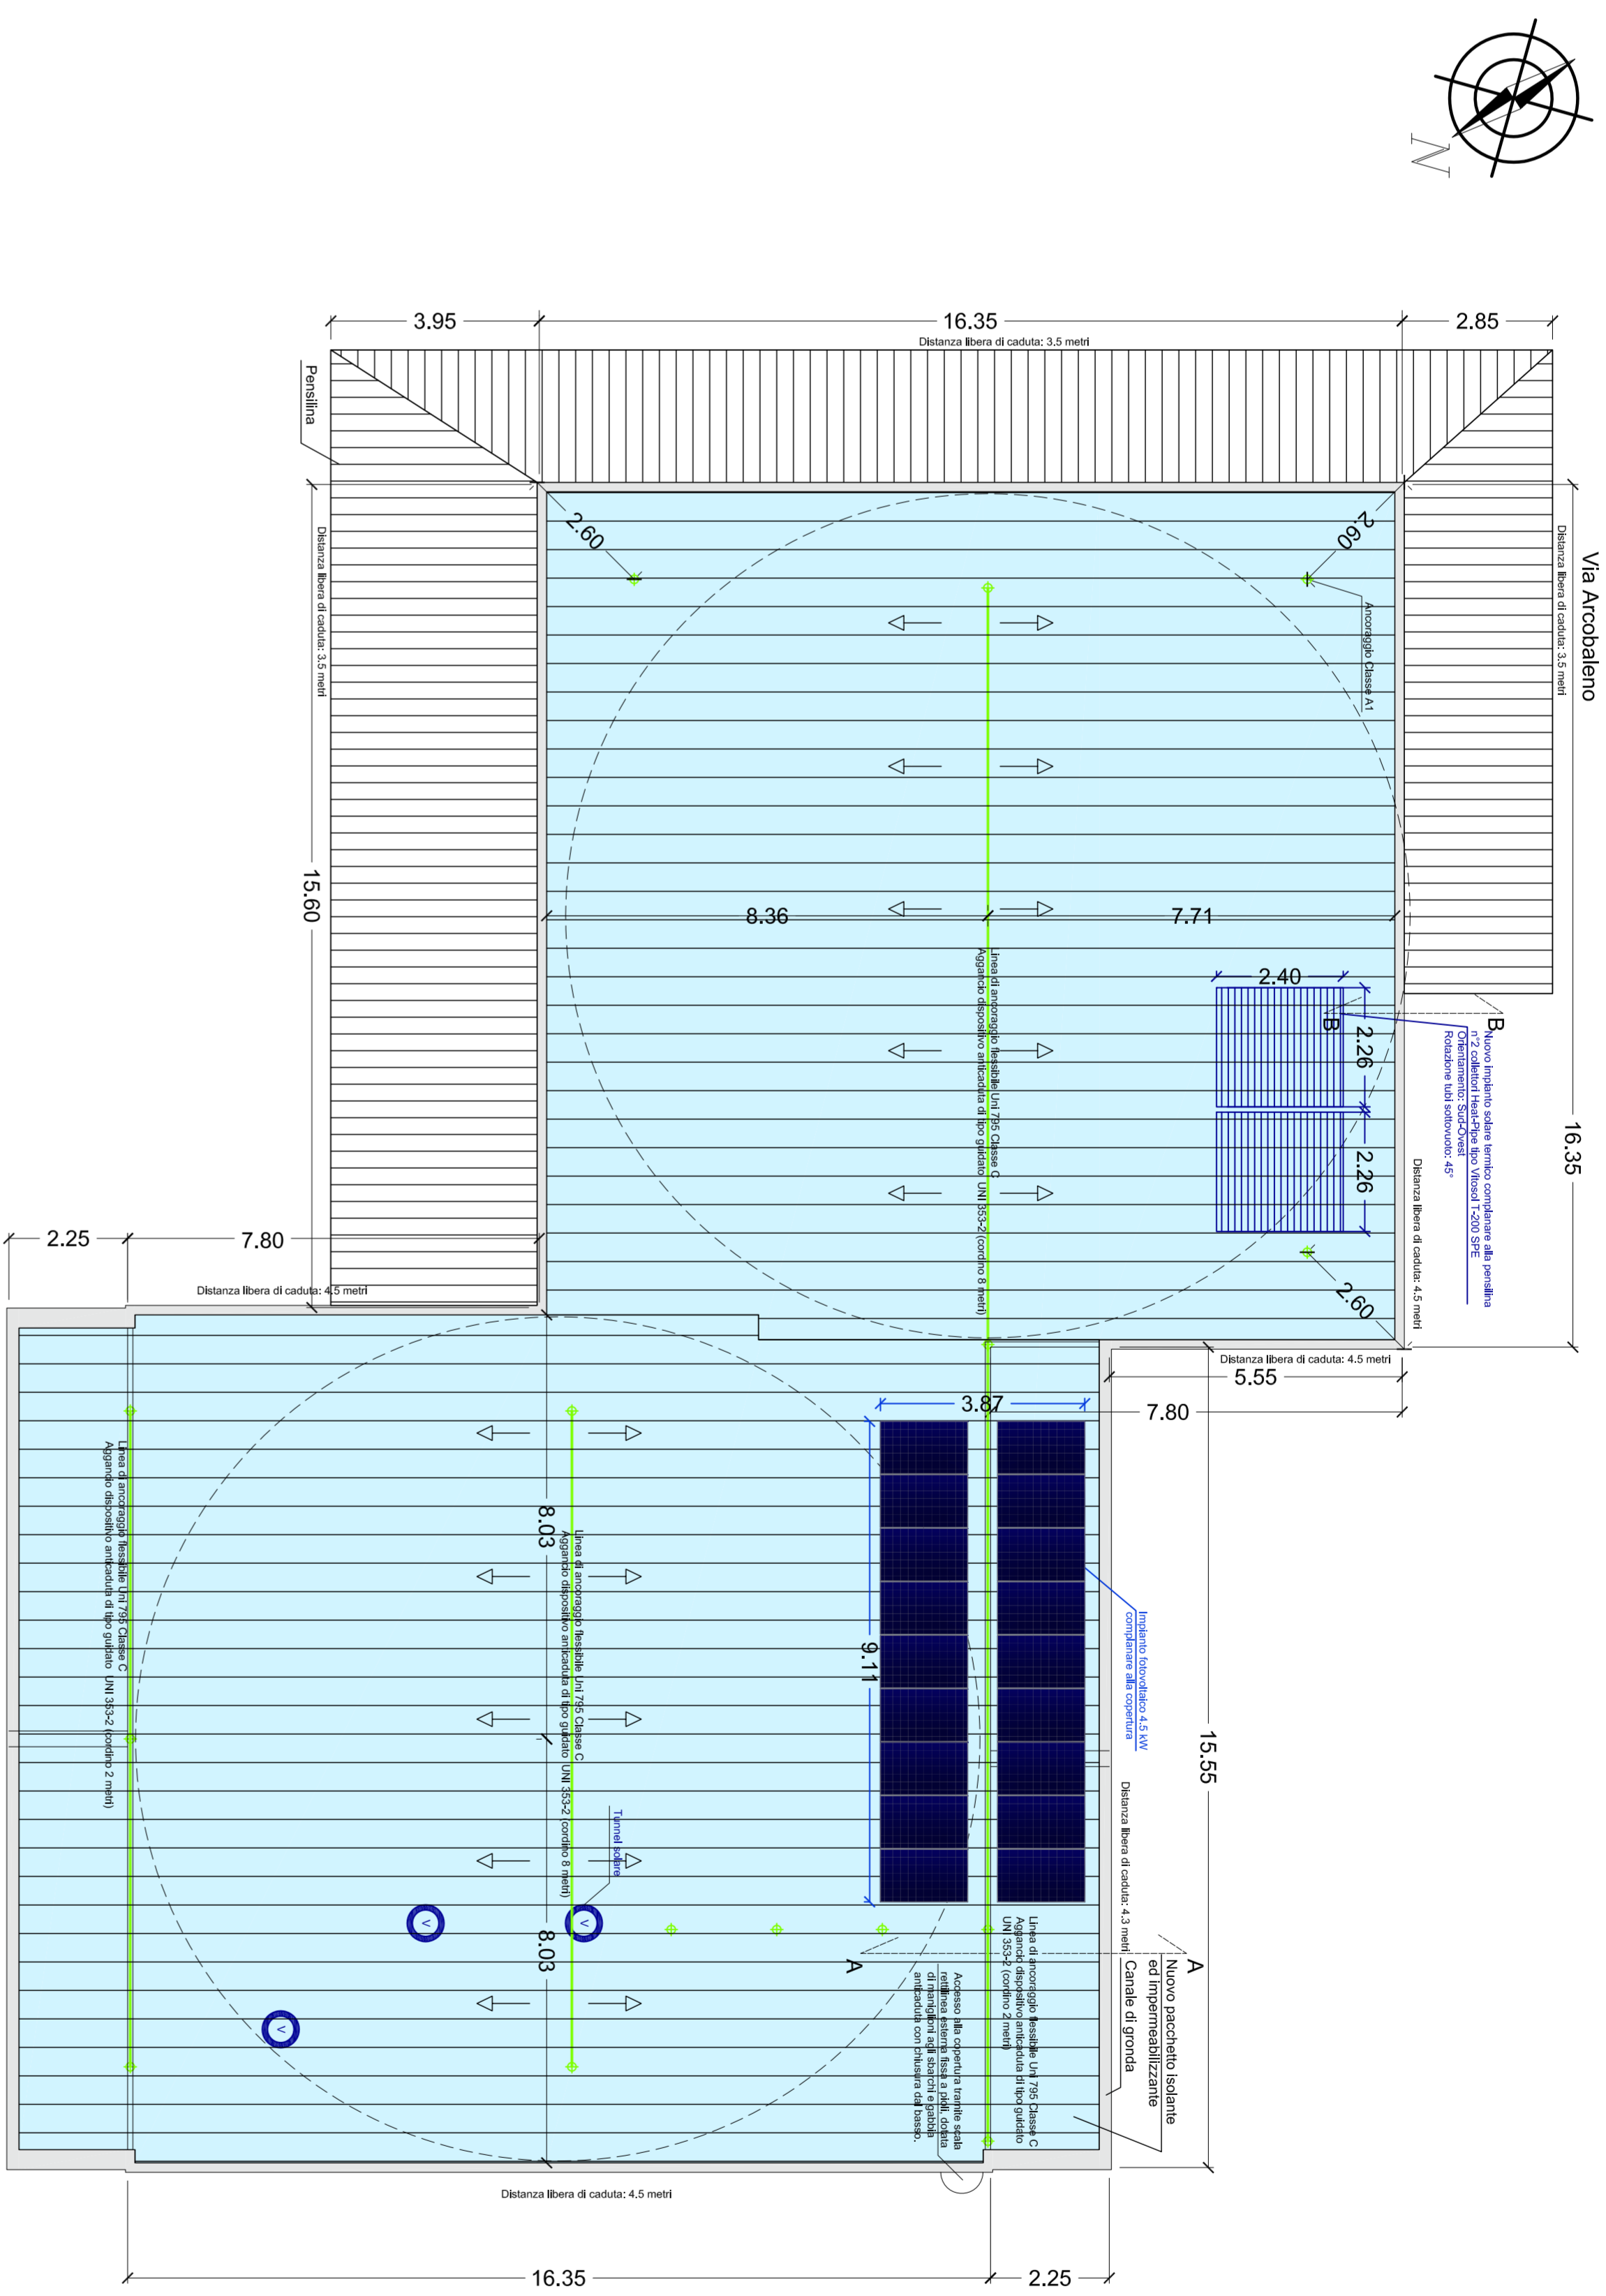 N
3.95
16.35
2.85
Distanza libera di caduta: 3.5 metri
Pensilina
Via Arcobaleno
Distanza libera di caduta: 3.5 metri
Distanza libera di caduta: 3.5 metri
2.60
2.60
Ancoraggio Classe A1
15.60
8.36
7.71
16.35
Linea di ancoraggio flessibile Uni 795 Classe C
Aggancio dispositivo anticaduta di tipo guidato UNI 353-2 (cordino 8 metri)
2.40
2.26
2.26
B
B
Nuovo impianto solare termico complanare alla pensilina
n°2 collettori Heat-Pipe tipo Vitosol T-200 SPE
Orientamento: Sud-Ovest
Rotazione tubi sottovuoto: 45°
Distanza libera di caduta: 4.5 metri
2.60
2.25
7.80
Distanza libera di caduta: 4.5 metri
Distanza libera di caduta: 4.5 metri
5.55
7.80
3.87
9.11
Impianto fotovoltaico 4.5 kW
complanare alla copertura
15.55
Linea di ancoraggio flessibile Uni 795 Classe C
Aggancio dispositivo anticaduta di tipo guidato UNI 353-2 (cordino 2 metri)
8.03
Linea di ancoraggio flessibile Uni 795 Classe C
Aggancio dispositivo anticaduta di tipo guidato UNI 353-2 (cordino 8 metri)
Tunnel solare
V
V
V
8.03
Distanza libera di caduta: 4.3 metri
A
A
Linea di ancoraggio flessibile Uni 795 Classe C
Aggancio dispositivo anticaduta di tipo guidato
UNI 353-2 (cordino 2 metri)
Accesso alla copertura tramite scala
rettilinea esterna fissa a pioli, dotata
di maniglioni agli sbarchi e gabbia
anticaduta con chiusura dal basso.
Nuovo pacchetto isolante
ed impermeabilizzante
Canale di gronda
Distanza libera di caduta: 4.5 metri
16.35
2.25